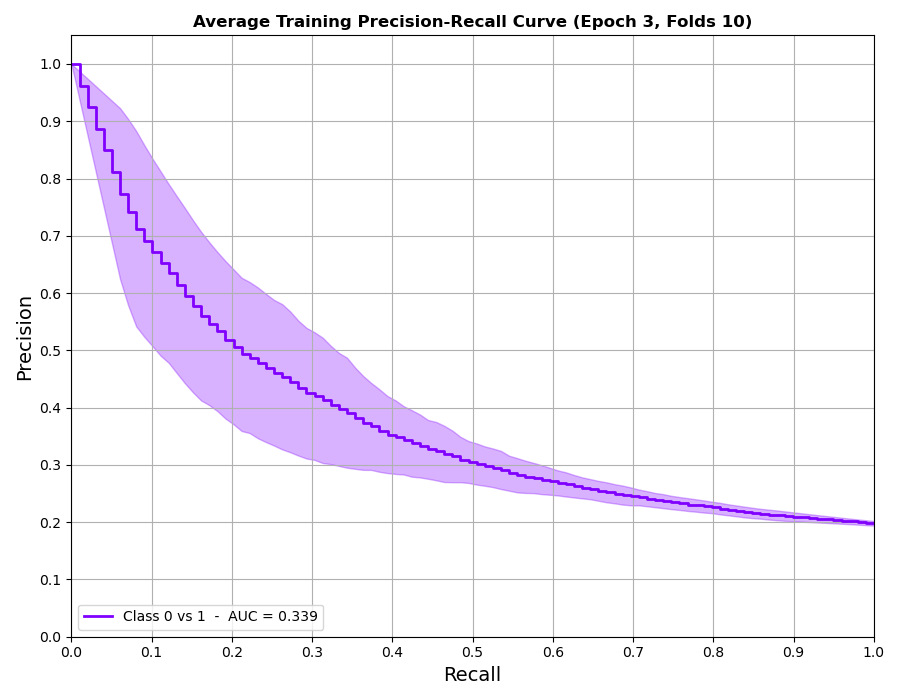 Average Training Precision-Recall Curve (Epoch 3, Folds 10)
Precision
1.0
0.9
0.8
0.7
0.6
0.5
0.4
0.3
0.2
0.1
0.0
Class 0 vs 1 - AUC = 0.339
0.0 0.1 0.2 0.3 0.4 0.5 0.6 0.7 0.8 0.9 1.0
Recall